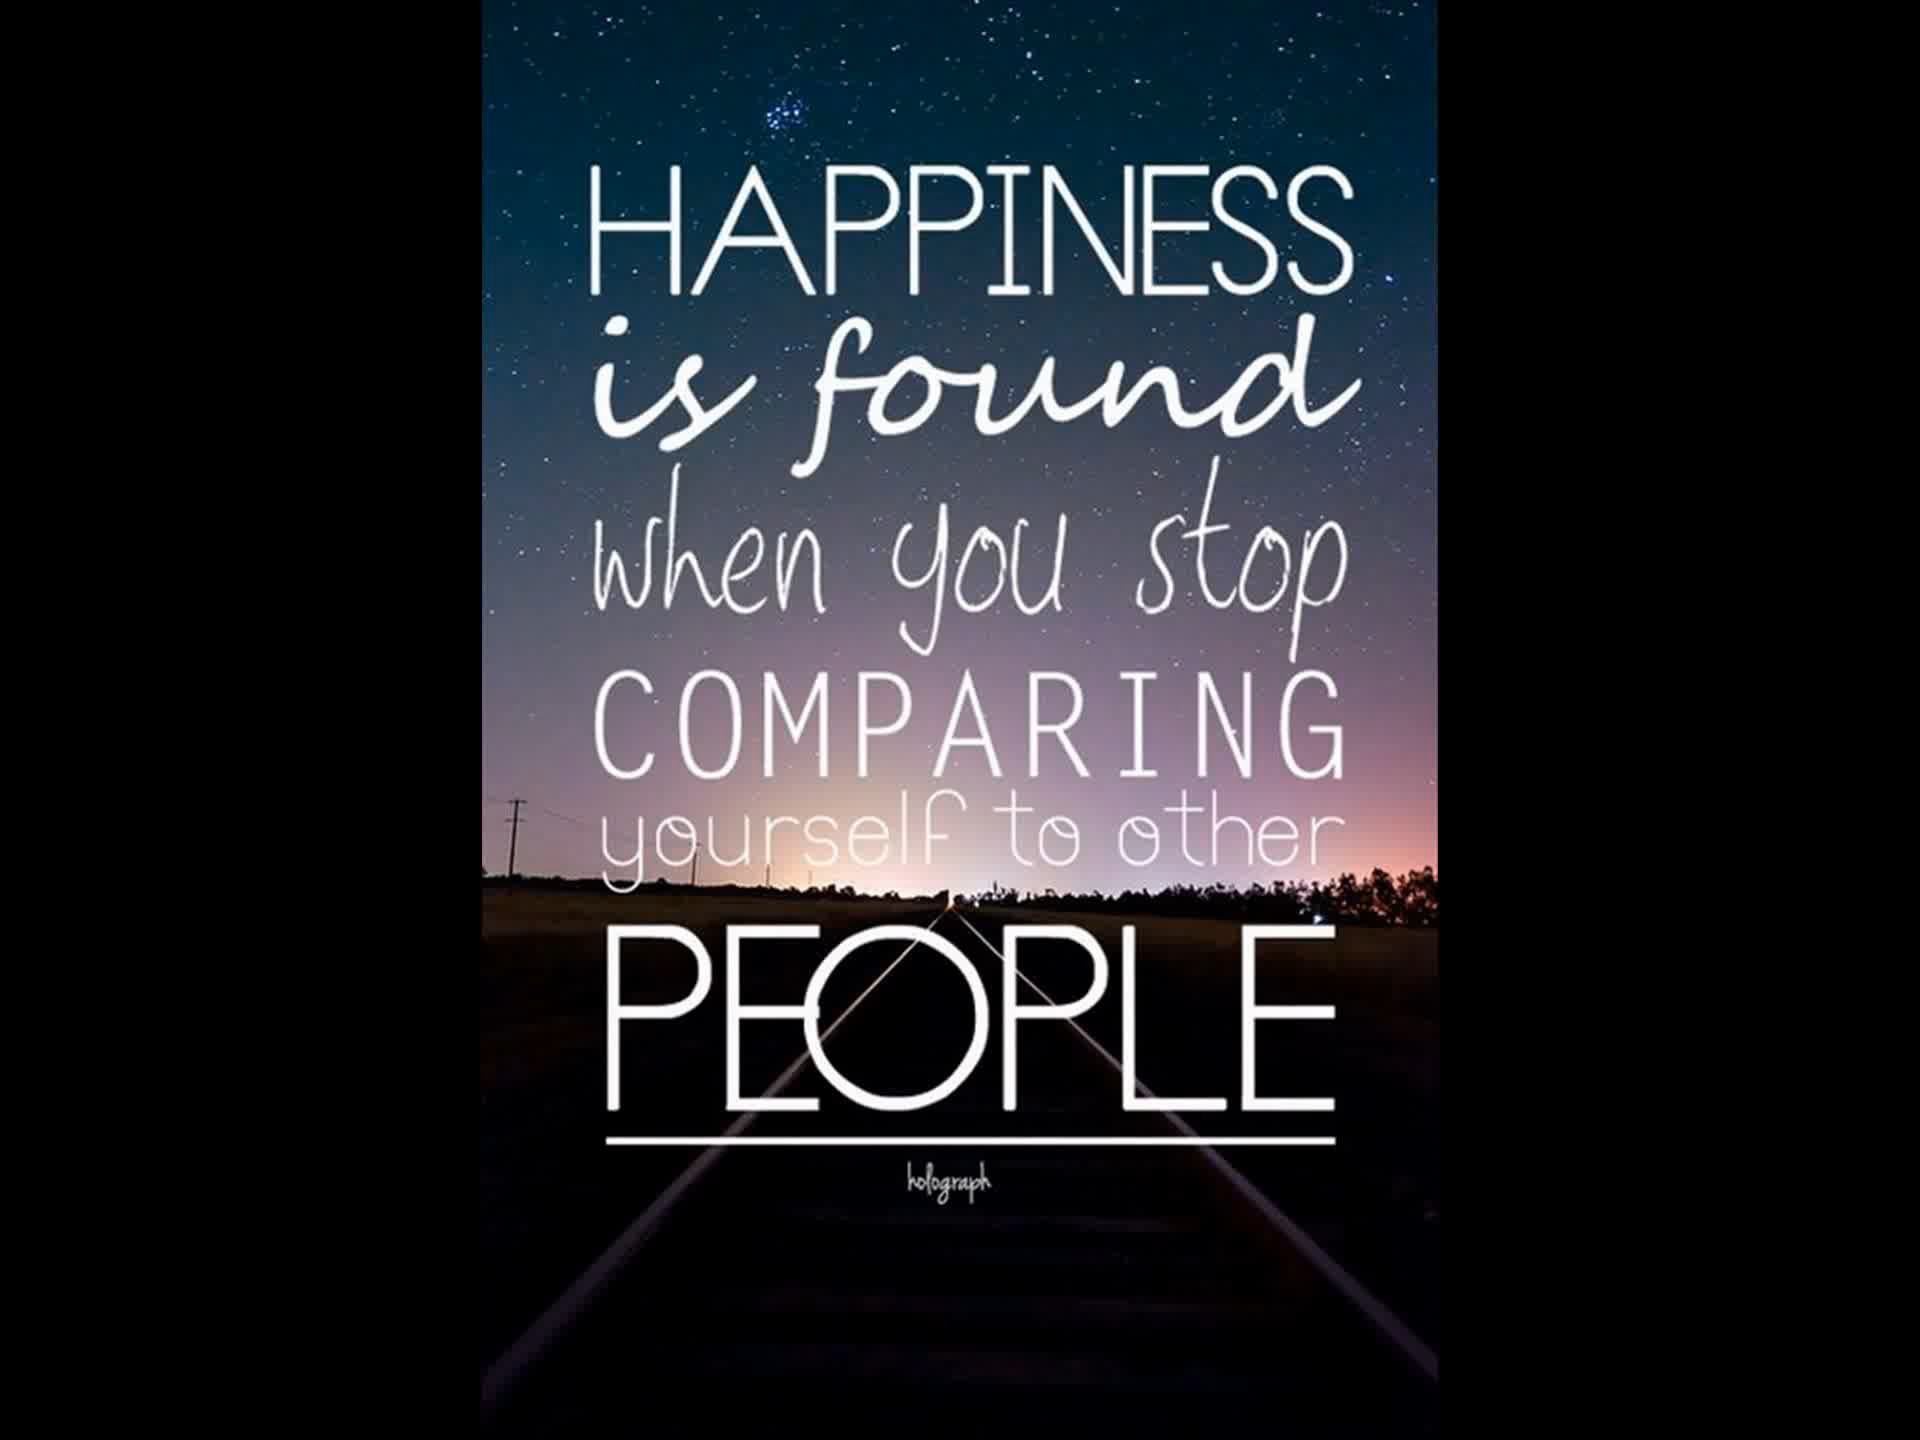 HAPPINESS
is found
when you stop
COMPARING
yourself to other
PEOPLE
holograph